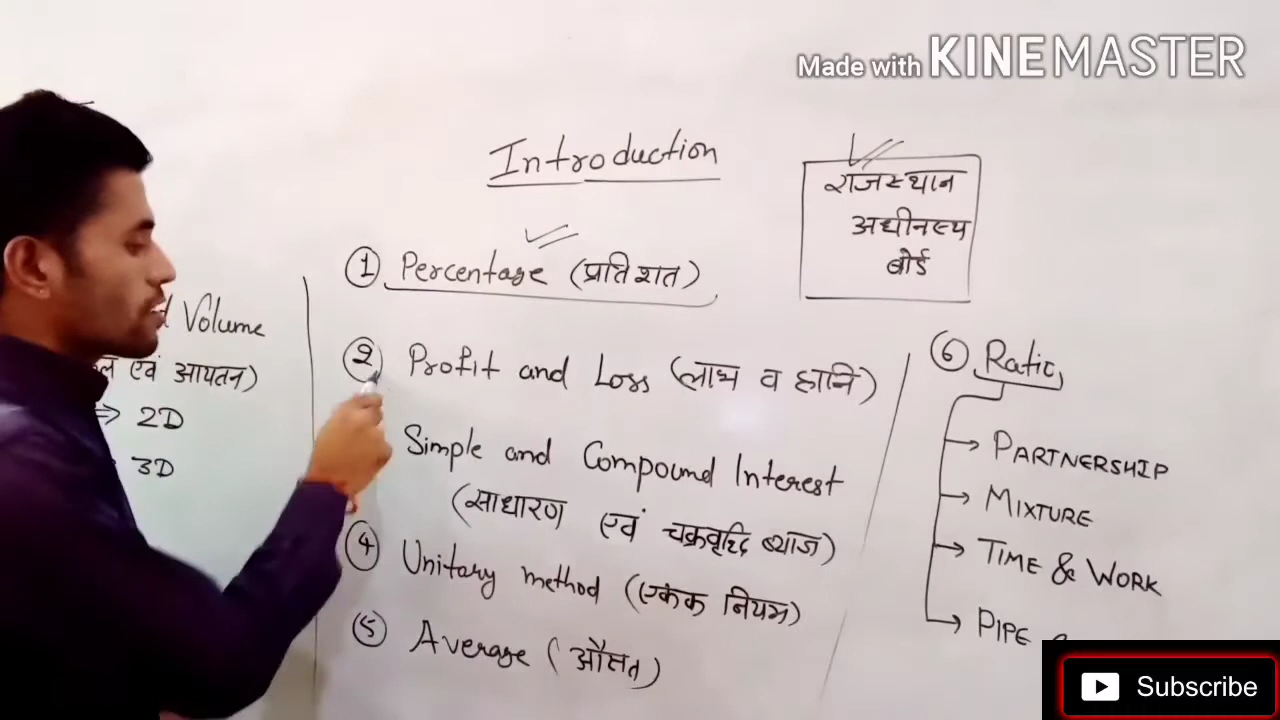 Made with KINEMASTER
Introduction
राजस्थान
अधीनस्थ
बोर्ड
① Percentage (प्रतिशत)
② Profit and Loss (लाभ व हानि)
Simple and Compound Interest
(साधारण एवं चक्रवृद्धि ब्याज)
④ Unitary method (एकक नियम)
⑤ Average (औसत)
⑥ Ratio
PARTNERSHIP
MIXTURE
TIME & WORK
PIPE
Volume
एवं आयतन)
⇒ 2D
3D
Subscribe